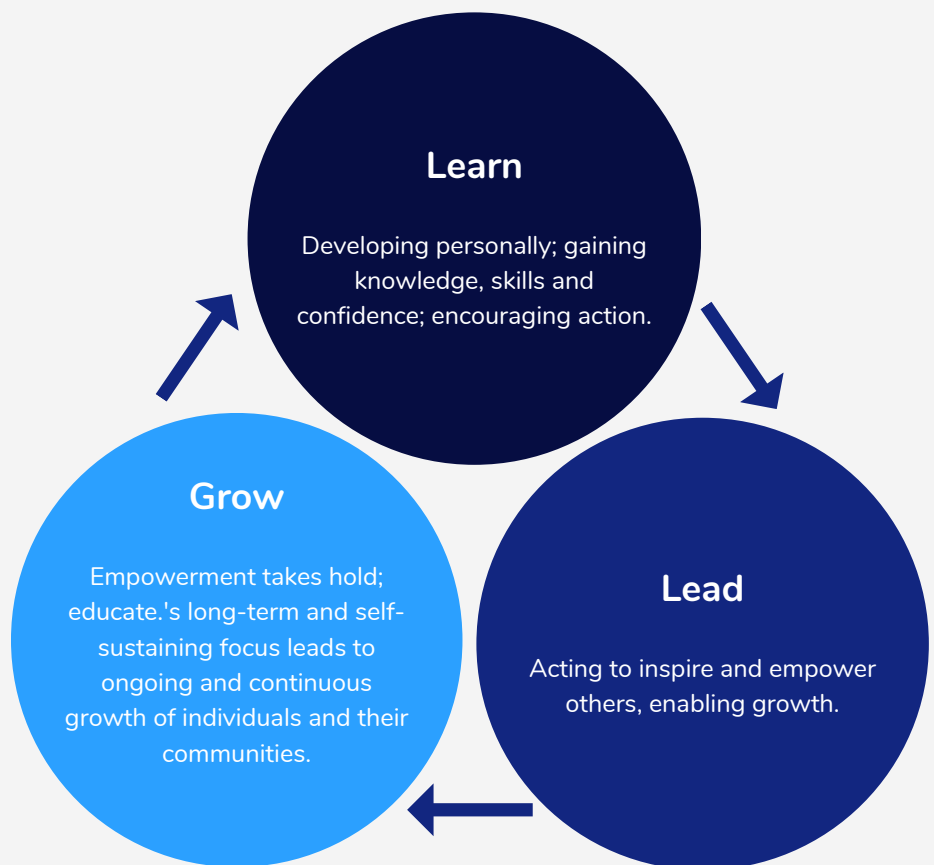 Learn
Developing personally; gaining
knowledge, skills and
confidence; encouraging action.
Lead
Acting to inspire and empower
others, enabling growth.
Grow
Empowerment takes hold;
educate.'s long-term and self-
sustaining focus leads to
ongoing and continuous
growth of individuals and their
communities.